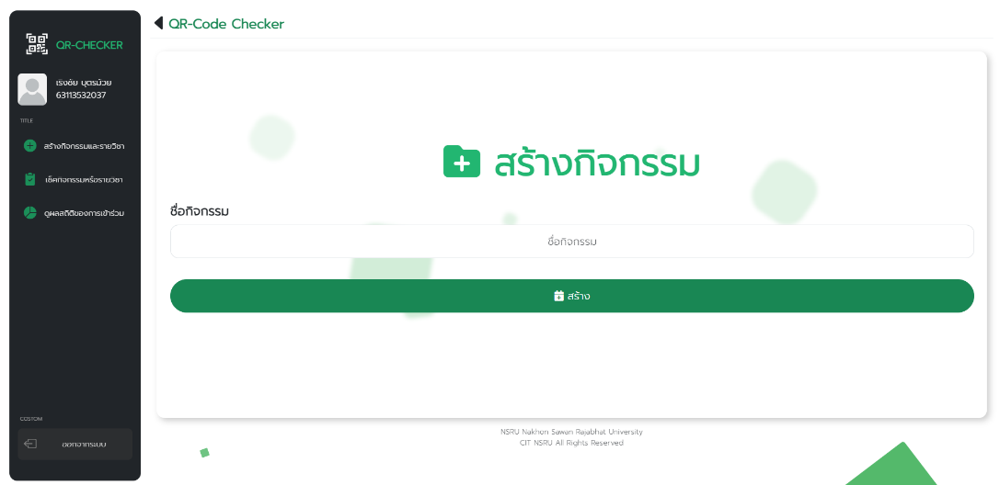 QR-CHECKER
เริงชัย บุตรม้วย
63113532037
TITLE
สร้างกิจกรรมและรายวิชา
เช็คกิจกรรมหรือรายวิชา
ดูผลสถิติของการเข้าร่วม
COSTOM
ออกจากระบบ
QR-Code Checker
สร้างกิจกรรม
ชื่อกิจกรรม
ชื่อกิจกรรม
สร้าง
NSRU Nakhon Sawan Rajabhat University
CIT NSRU All Rights Reserved